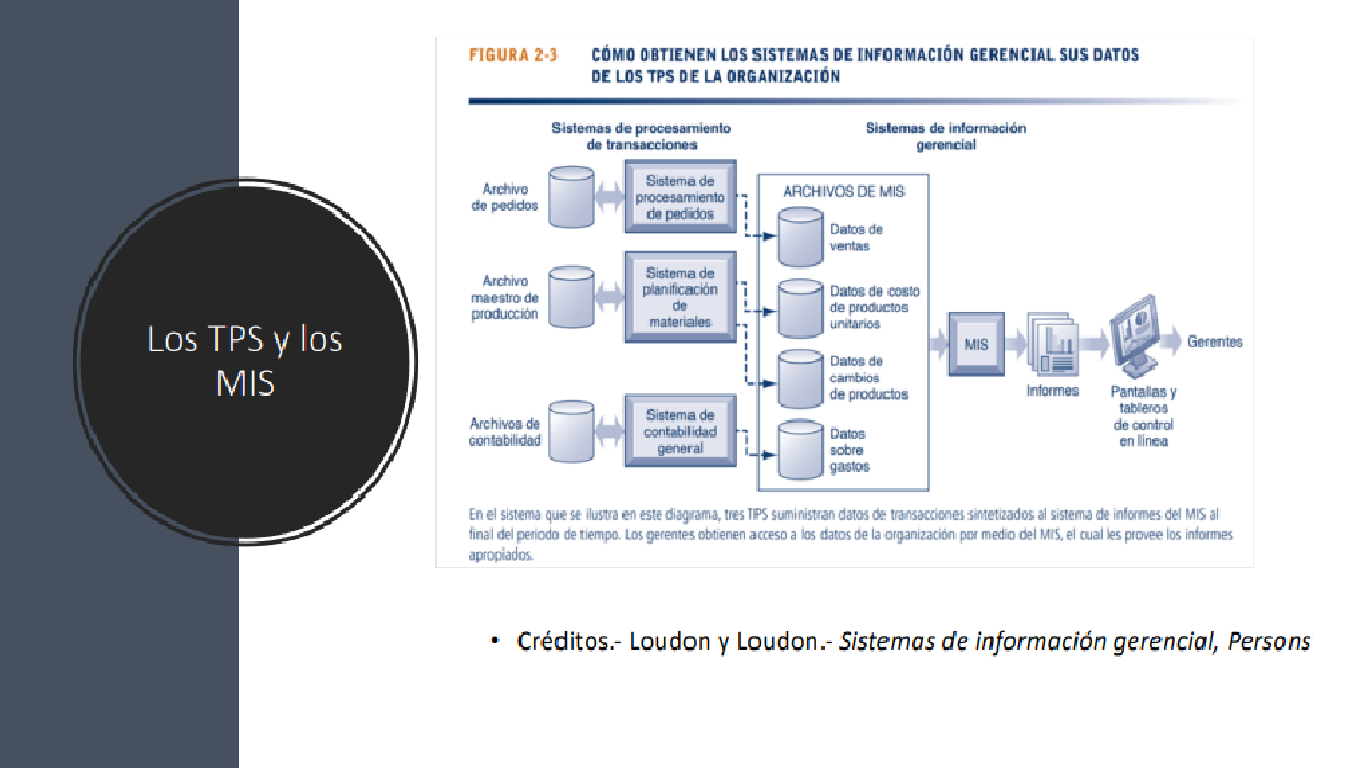 Los TPS y los
MIS
FIGURA 2-3
CÓMO OBTIENEN LOS SISTEMAS DE INFORMACIÓN GERENCIAL SUS DATOS
DE LOS TPS DE LA ORGANIZACIÓN
Sistemas de procesamiento
de transacciones
Sistemas de información
gerencial
Archivo
de pedidos
Sistema de
procesamiento
de pedidos
Archivo
maestro de
producción
Sistema de
planificación
de
materiales
Archivos de
contabilidad
Sistema de
contabilidad
general
ARCHIVOS DE MIS
Datos de
ventas
Datos de costo
de productos
unitarios
Datos de
cambios
de productos
Datos
sobre
gastos
MIS
Informes
Pantallas y
tableros
de control
en línea
Gerentes
En el sistema que se ilustra en este diagrama, tres TIPS suministran datos de transacciones sintetizados al sistema de informes del MIS al
final del periodo de tiempo. Los gerentes obtienen acceso a los datos de la organización por medio del MIS, el cual les provee los informes
apropiados.
• Créditos.- Loudon y Loudon.- Sistemas de información gerencial, Persons